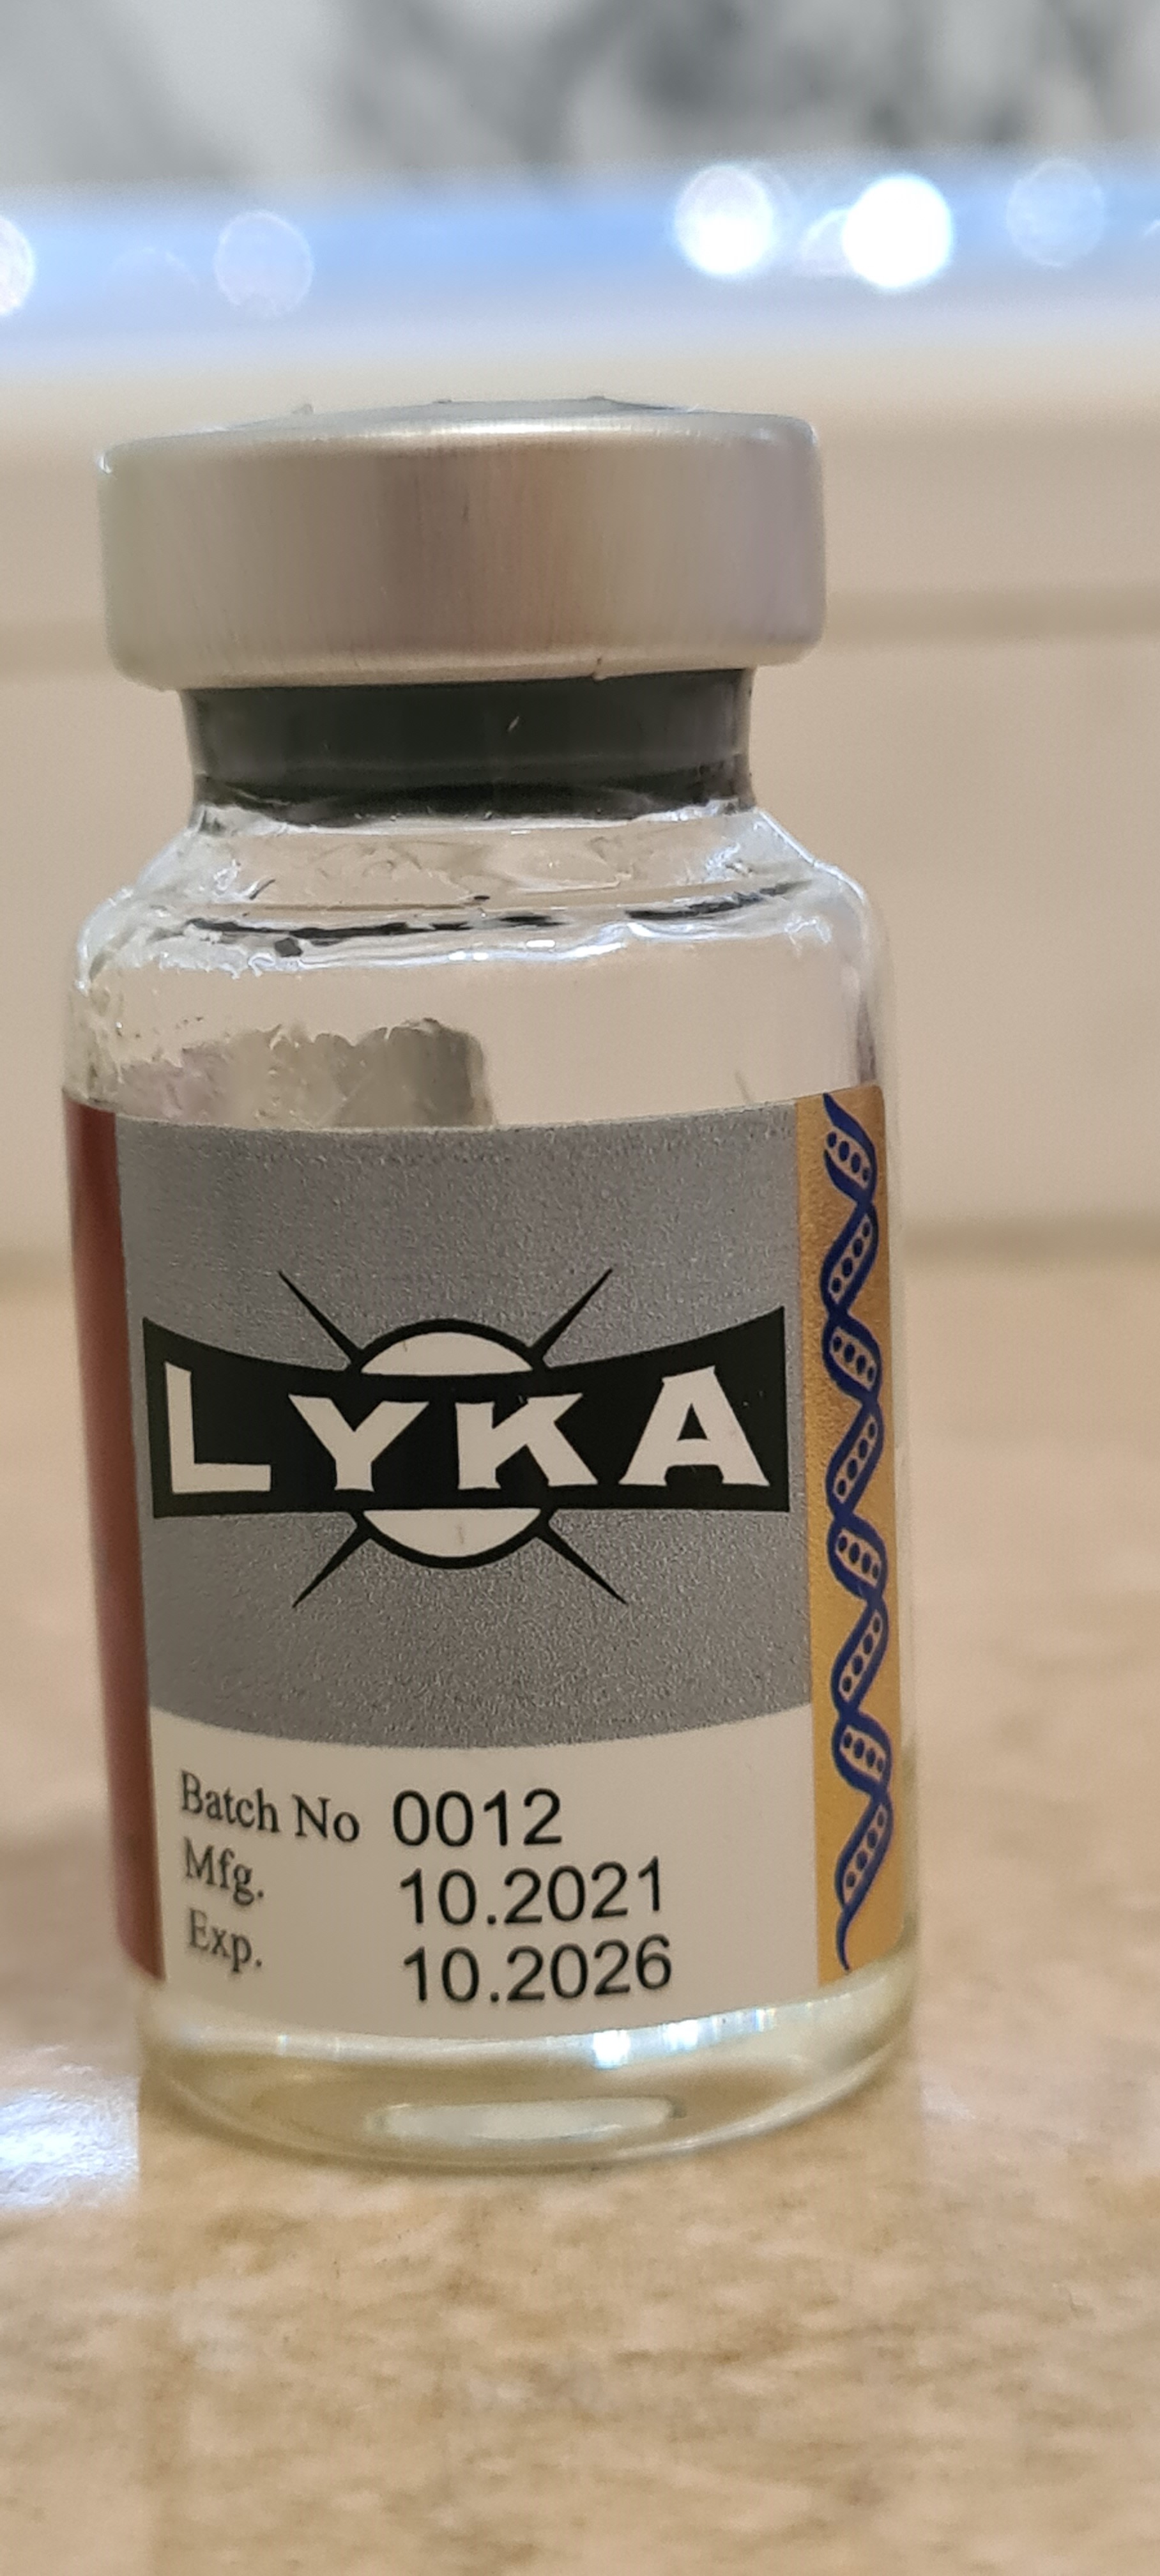 LYKA
Batch No 0012
Mfg. 10.2021
Exp. 10.2026